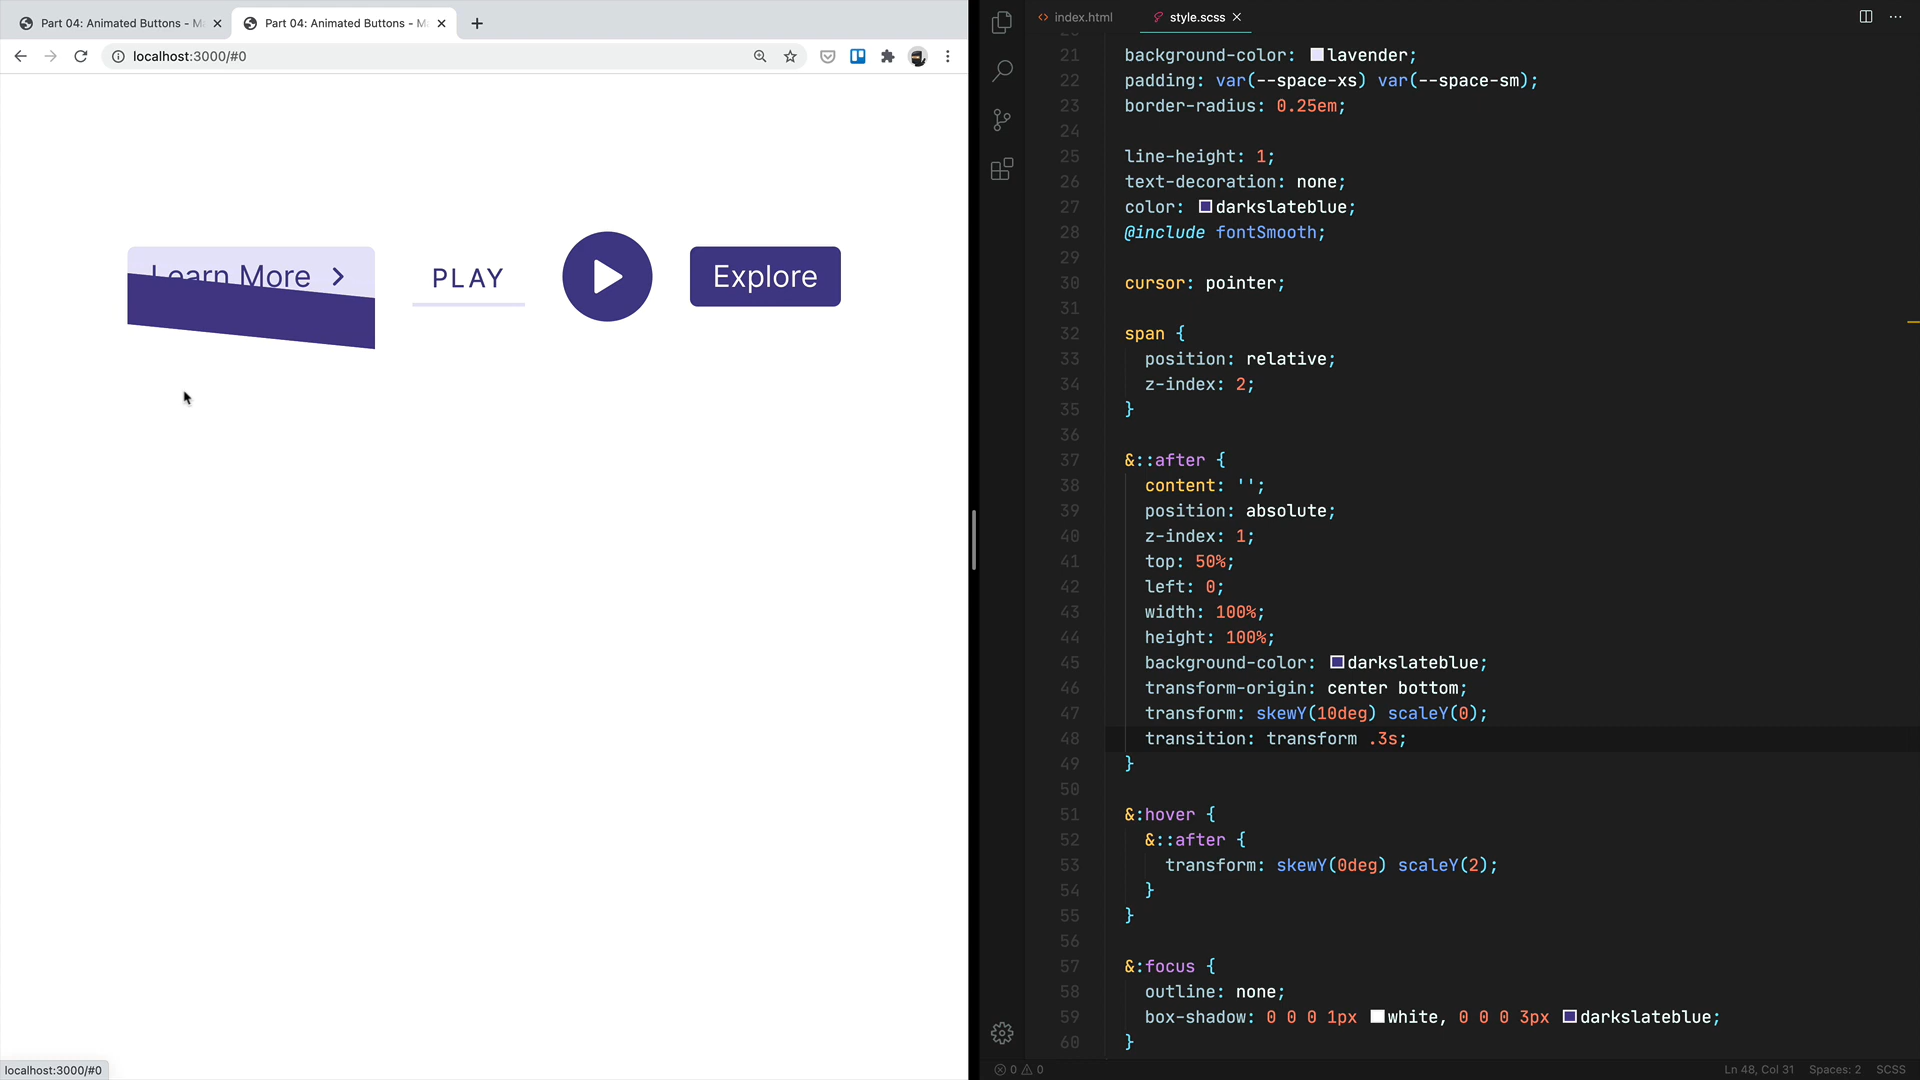 Part 04: Animated Buttons - M
Part 04: Animated Buttons - M
localhost:3000/#0
Learn More
PLAY
Explore
localhost:3000/#0
index.html
style.scss
21 background-color: lavender;
22 padding: var(--space-xs) var(--space-sm);
23 border-radius: 0.25em;
24
25 line-height: 1;
26 text-decoration: none;
27 color: darkslateblue;
28 @include fontSmooth;
29
30 cursor: pointer;
31
32 span {
33 position: relative;
34 z-index: 2;
35 }
36
37 &::after {
38 content: '';
39 position: absolute;
40 z-index: 1;
41 top: 50%;
42 left: 0;
43 width: 100%;
44 height: 100%;
45 background-color: darkslateblue;
46 transform-origin: center bottom;
47 transform: skewY(10deg) scaleY(0);
48 transition: transform .3s;
49 }
50
51 &:hover {
52 &::after {
53 transform: skewY(0deg) scaleY(2);
54 }
55 }
56
57 &:focus {
58 outline: none;
59 box-shadow: 0 0 0 1px white, 0 0 0 3px darkslateblue;
60 }
0 0
Ln 48, Col 31 Spaces: 2 SCSS